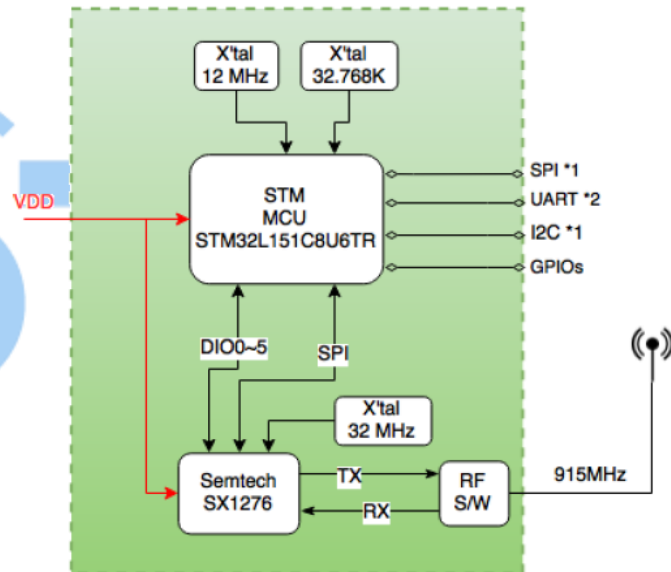 X'tal
12 MHz
X'tal
32.768K
STM
MCU
STM32L151C8U6TR
SPI *1
UART *2
I2C *1
GPIOs
VDD
DIO0~5
SPI
X'tal
32 MHz
Semtech
SX1276
TX
RX
RF
S/W
915MHz